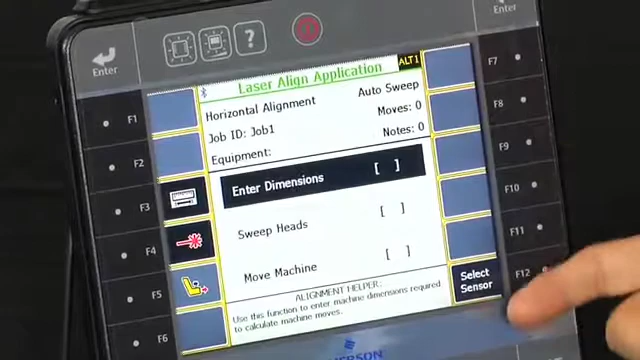 Enter
?
Enter
F1
F2
F3
F4
F5
F6
F7
F8
F9
F10
F11
F12
Laser Align Application
ALT1
Horizontal Alignment
Auto Sweep
Job ID: Job1
Moves: 0
Equipment:
Notes: 0
Enter Dimensions [ ]
Sweep Heads [ ]
Move Machine [ ]
Select
Sensor
ALIGNMENT HELPER:
Use this function to enter machine dimensions required
to calculate machine moves.